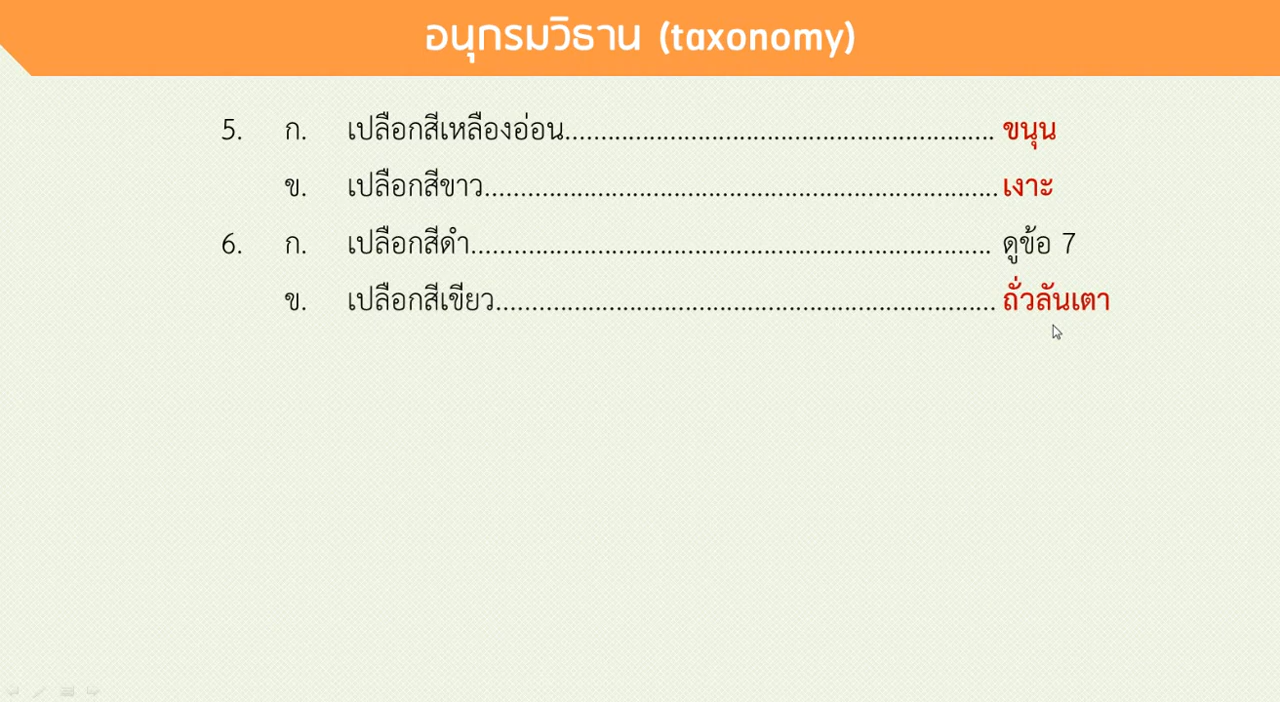 อนุกรมวิธาน (taxonomy)
5. ก. เปลือกสีเหลืองอ่อน............................................................ ขนุน
ข. เปลือกสีขาว........................................................................ เงาะ
6. ก. เปลือกสีดำ......................................................................... ดูข้อ 7
ข. เปลือกสีเขียว...................................................................... ถั่วลันเตา